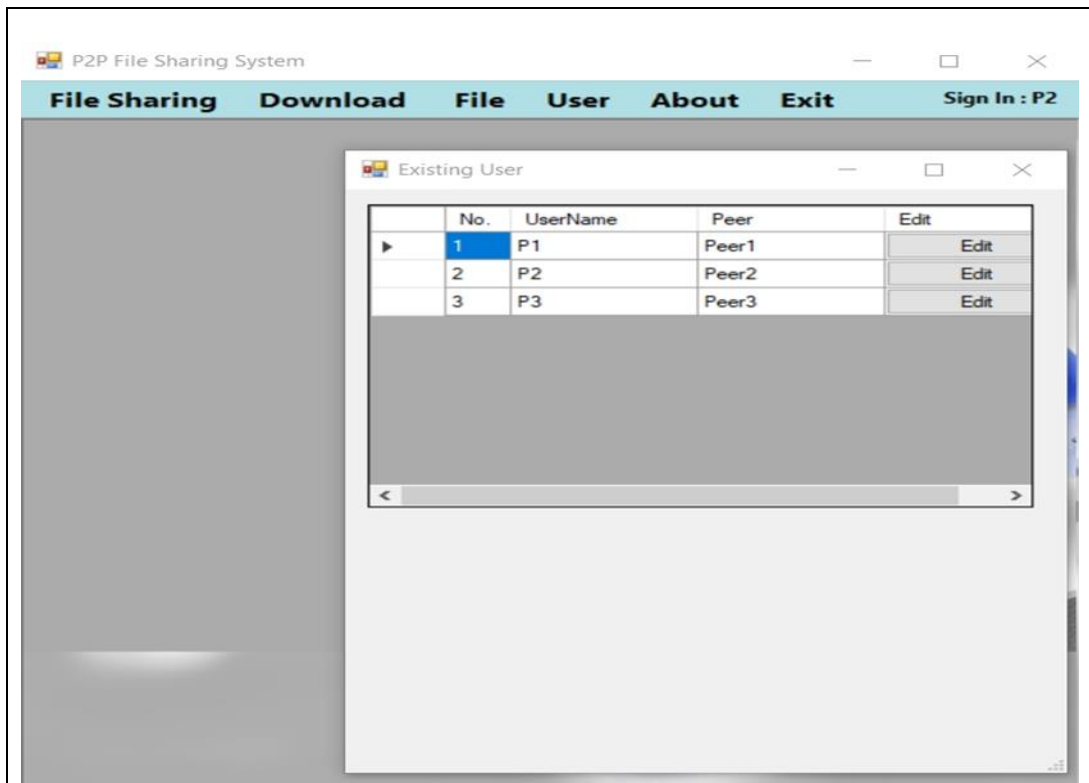 P2P File Sharing System
File Sharing Download File User About Exit Sign In : P2
Existing User
No. UserName Peer Edit
1 P1 Peer1 Edit
2 P2 Peer2 Edit
3 P3 Peer3 Edit